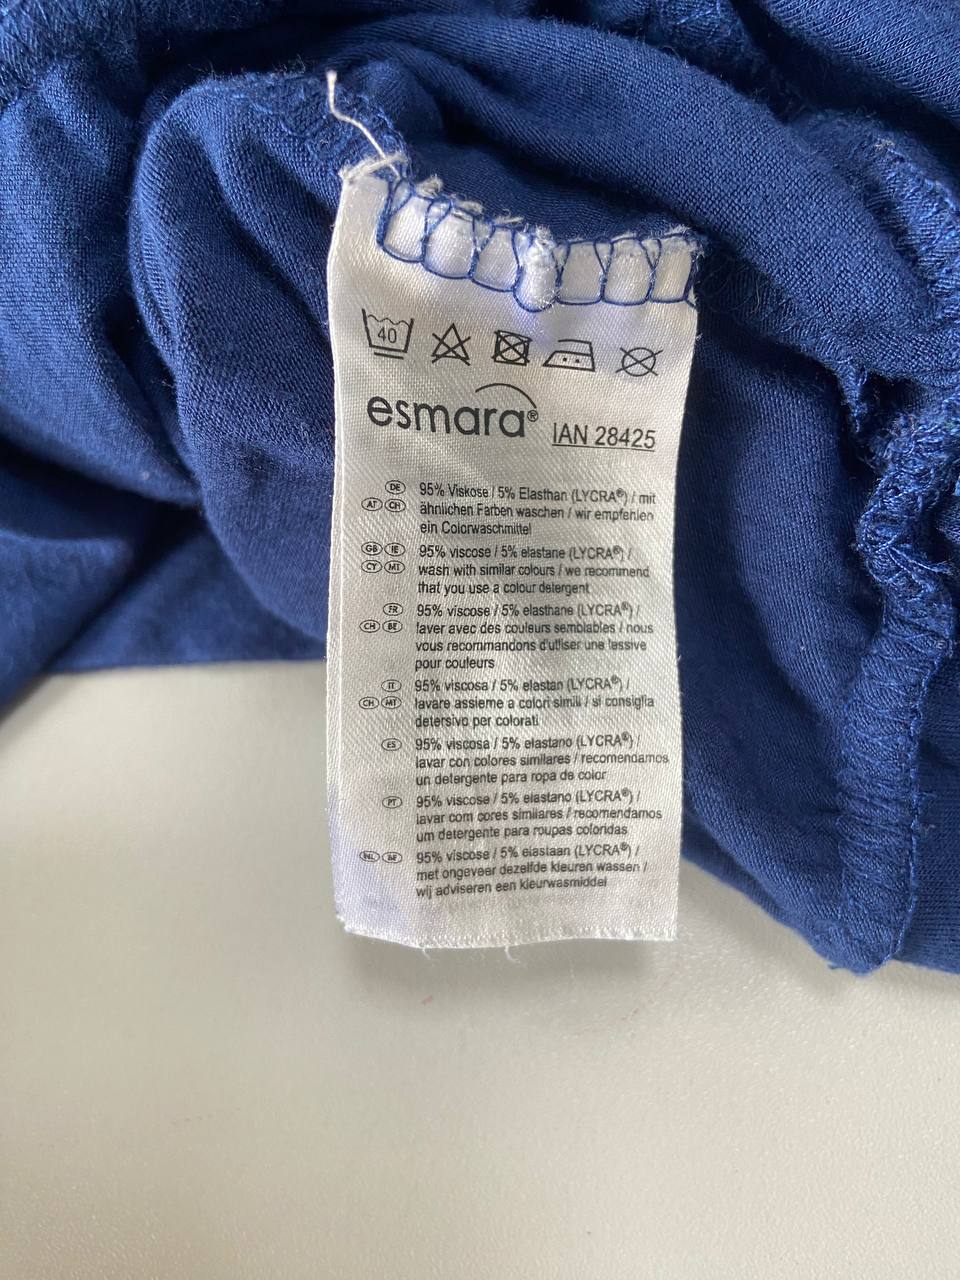 40
esmara®
IAN 28425
DE AT CH
95% Viskose / 5% Elasthan (LYCRA®) / mit
ähnlichen Farben waschen / wir empfehlen
ein Colorwaschmittel
GB IE CY MT
95% viscose / 5% elastane (LYCRA®) /
wash with similar colours / we recommend
that you use a colour detergent
FR CH BE
95% viscose / 5% elasthane (LYCRA®) /
laver avec des couleurs semblables / nous
vous recommandons d'utliser une lessive
pour couleurs
IT CH MT
95% viscosa / 5% elastan (LYCRA®) /
lavare assieme a colori simili / si consiglia
detersivo per colorati
ES
95% viscosa / 5% elastano (LYCRA®) /
lavar con colores similares / recomendamos
un detergente para ropa de color
PT
95% viscose / 5% elastano (LYCRA®) /
lavar com cores similares / recomendamos
um detergente para roupas coloridas
NL BE
95% viscose / 5% elastaan (LYCRA®) /
met ongeveer dezelfde kleuren wassen /
wij adviseren een kleurwasmiddel